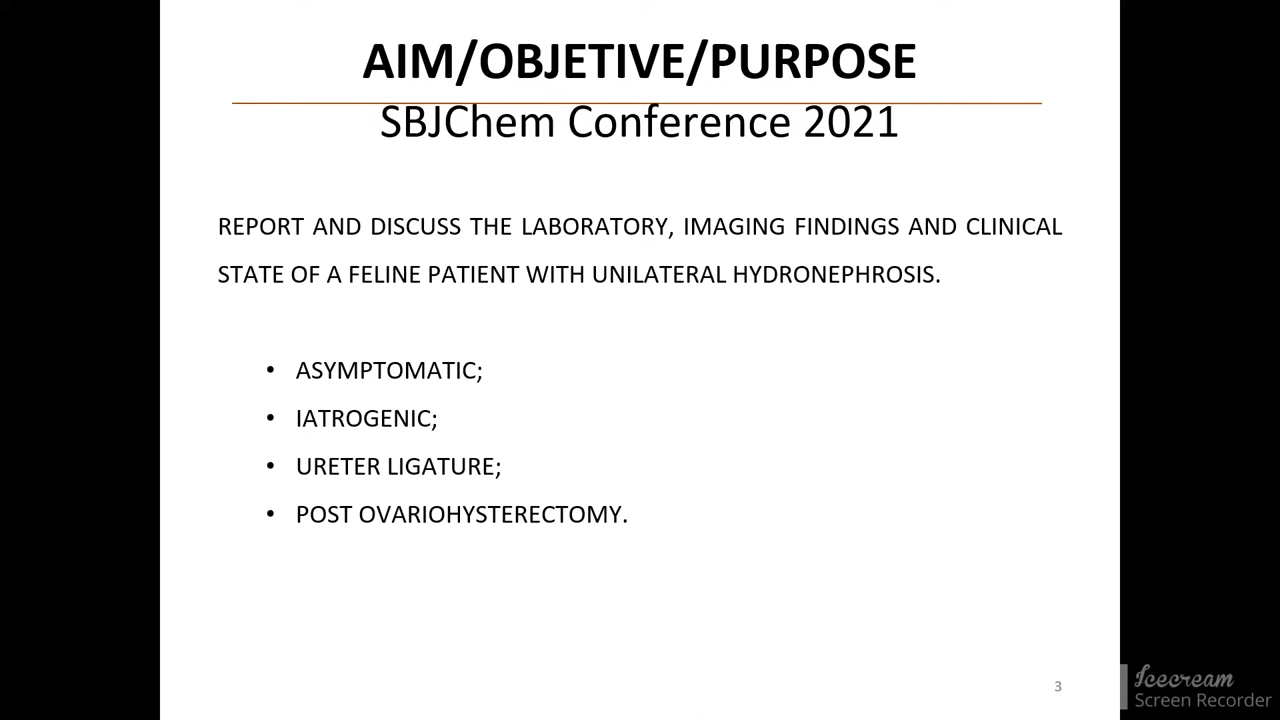 AIM/OBJETIVE/PURPOSE
SBJChem Conference 2021
REPORT AND DISCUSS THE LABORATORY, IMAGING FINDINGS AND CLINICAL
STATE OF A FELINE PATIENT WITH UNILATERAL HYDRONEPHROSIS.
• ASYMPTOMATIC;
• IATROGENIC;
• URETER LIGATURE;
• POST OVARIOHYSTERECTOMY.
3
Icecream
Screen Recorder